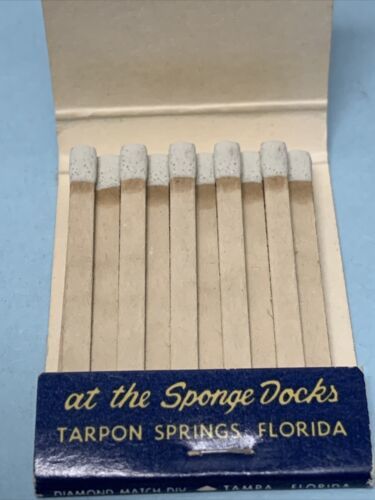 at the Sponge Docks
TARPON SPRINGS, FLORIDA
DIAMOND MATCH DIV. TAMPA, FLORIDA